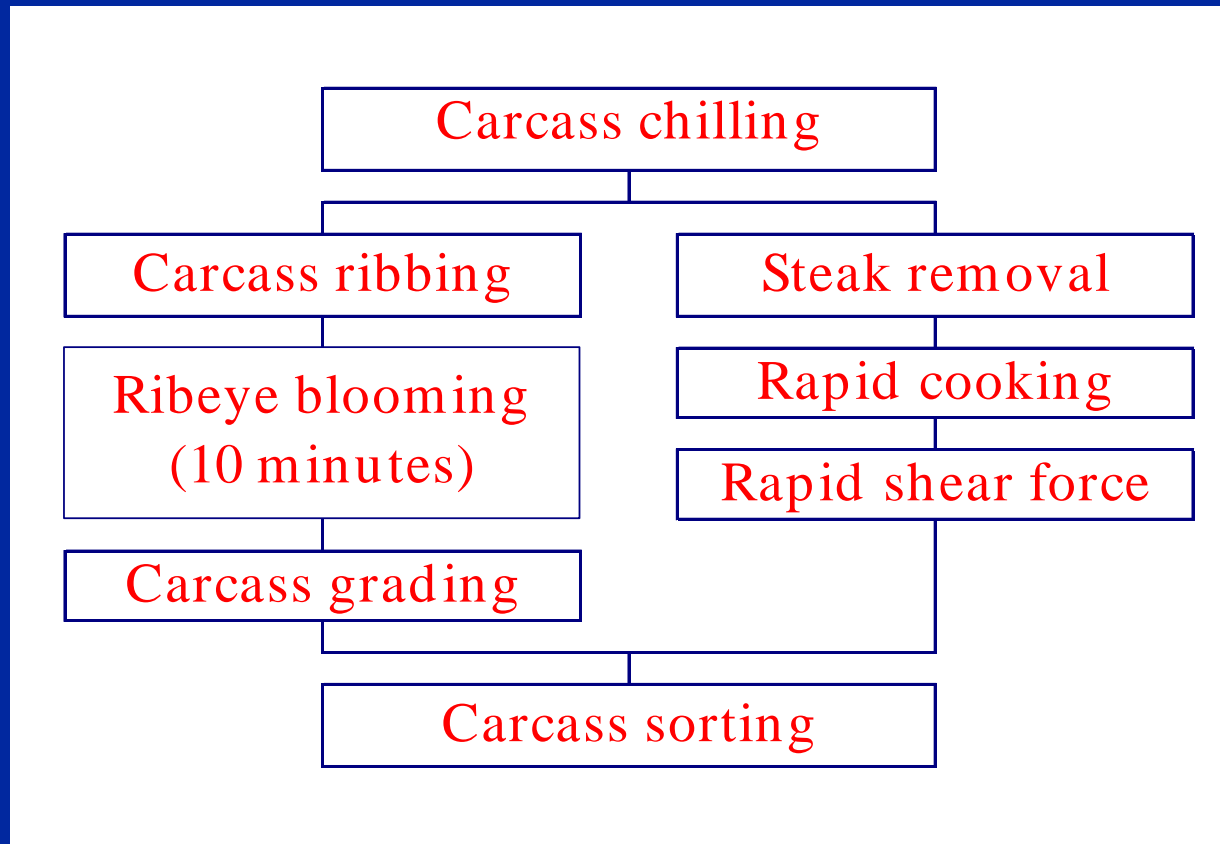 Carcass chilling
Carcass ribbing
Steak removal
Ribeye blooming
(10 minutes)
Rapid cooking
Rapid shear force
Carcass grading
Carcass sorting